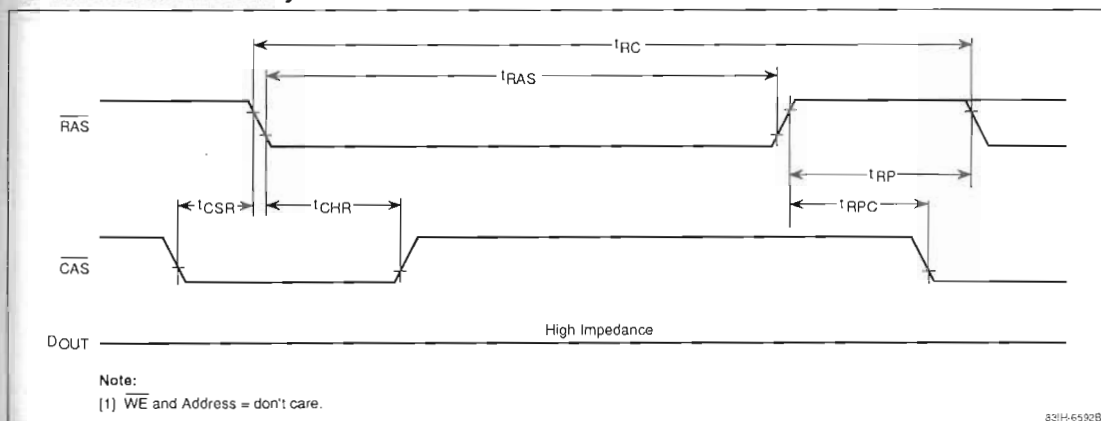 tRC
tRAS
RAS
tRP
tCSR
tCHR
tRPC
CAS
DOUT
High Impedance
Note:
[1] WE and Address = don't care.
83IH-6592B